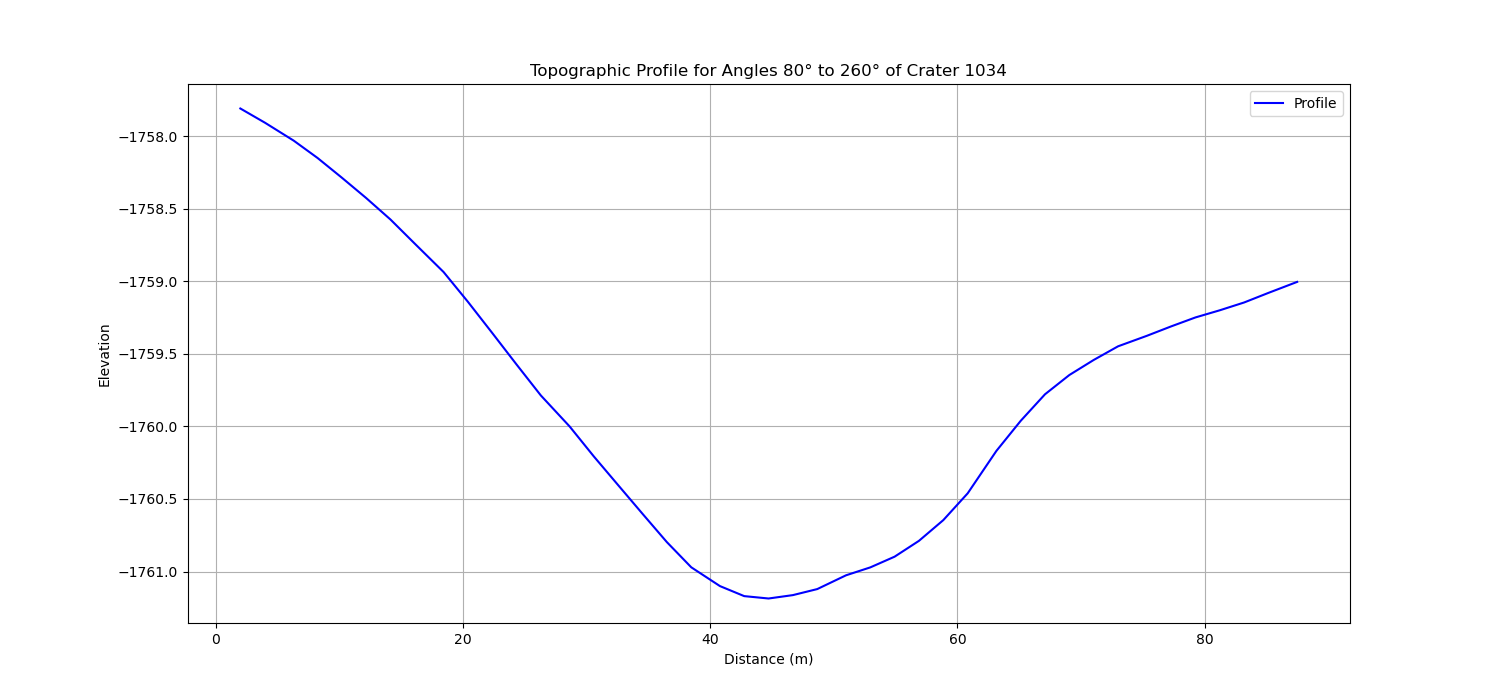 Topographic Profile for Angles 80° to 260° of Crater 1034
Profile
−1758.0
−1758.5
−1759.0
−1759.5
−1760.0
−1760.5
−1761.0
Elevation
0 20 40 60 80
Distance (m)